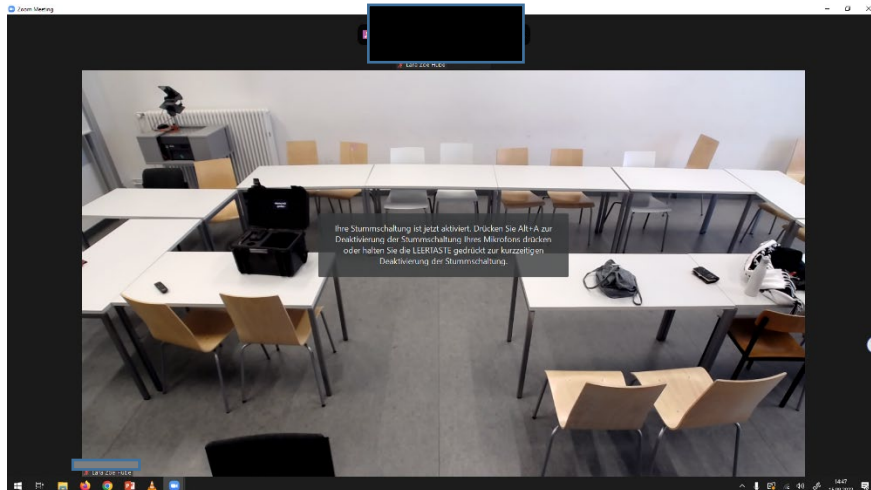 Zoom Meeting
Ihre Stummschaltung ist jetzt aktiviert. Drücken Sie Alt+A zur
Deaktivierung der Stummschaltung Ihres Mikrofons drücken
oder halten Sie die LEERTASTE gedrückt zur kurzzeitigen
Deaktivierung der Stummschaltung.
14:47